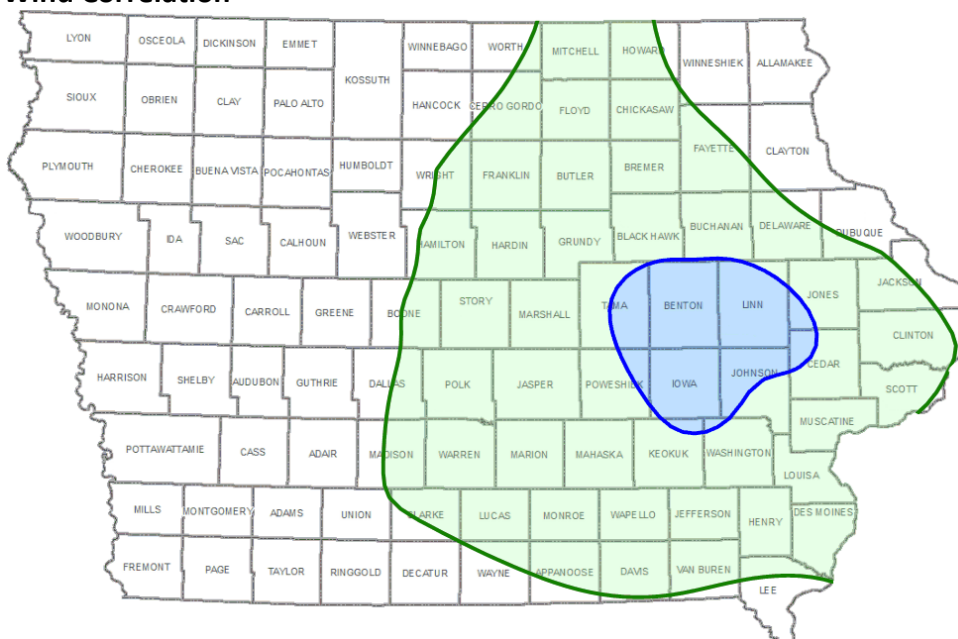 Wind Correlation
LYON
OSCEOLA
DICKINSON
EMMET
KOSSUTH
WINNEBAGO
WORTH
MITCHELL
HOWARD
WINNESHIEK
ALLAMAKEE
SIOUX
OBRIEN
CLAY
PALO ALTO
HANCOCK
CERRO GORDO
FLOYD
CHICKASAW
PLYMOUTH
CHEROKEE
BUENA VISTA
POCAHONTAS
HUMBOLDT
WRIGHT
FRANKLIN
BUTLER
BREMER
FAYETTE
CLAYTON
WOODBURY
IDA
SAC
CALHOUN
WEBSTER
HAMILTON
HARDIN
GRUNDY
BLACK HAWK
BUCHANAN
DELAWARE
DUBUQUE
MONONA
CRAWFORD
CARROLL
GREENE
BOONE
STORY
MARSHALL
TAMA
BENTON
LINN
JONES
JACKSON
CLINTON
HARRISON
SHELBY
AUDUBON
GUTHRIE
DALLAS
POLK
JASPER
POWESHIEK
IOWA
JOHNSON
CEDAR
SCOTT
MUSCATINE
POTTAWATTAMIE
CASS
ADAIR
MADISON
WARREN
MARION
MAHASKA
KEOKUK
WASHINGTON
LOUISA
MILLS
MONTGOMERY
ADAMS
UNION
CLARKE
LUCAS
MONROE
WAPELLO
JEFFERSON
HENRY
DES MOINES
FREMONT
PAGE
TAYLOR
RINGGOLD
DECATUR
WAYNE
APPANOOSE
DAVIS
VAN BUREN
LEE